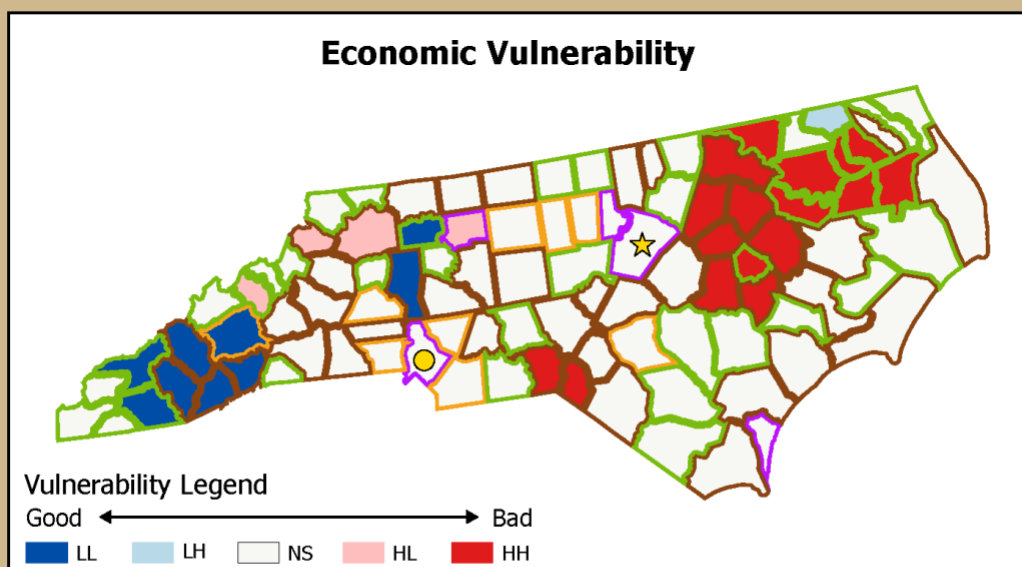 Economic Vulnerability
Vulnerability Legend
Good Bad
LL LH NS HL HH